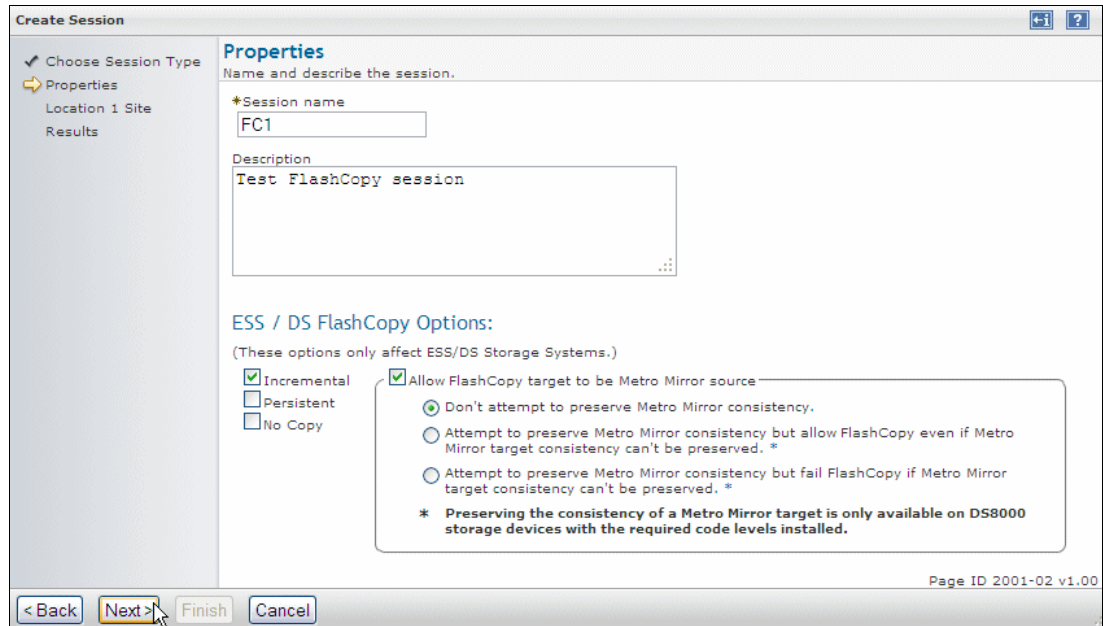 Create Session
Choose Session Type
Properties
Location 1 Site
Results
Properties
Name and describe the session.
*Session name
FC1
Description
Test FlashCopy session
ESS / DS FlashCopy Options:
(These options only affect ESS/DS Storage Systems.)
Incremental
Persistent
No Copy
Allow FlashCopy target to be Metro Mirror source
Don't attempt to preserve Metro Mirror consistency.
Attempt to preserve Metro Mirror consistency but allow FlashCopy even if Metro
Mirror target consistency can't be preserved. *
Attempt to preserve Metro Mirror consistency but fail FlashCopy if Metro Mirror
target consistency can't be preserved. *
* Preserving the consistency of a Metro Mirror target is only available on DS8000
storage devices with the required code levels installed.
Page ID 2001-02 v1.00
< Back Next > Finish Cancel